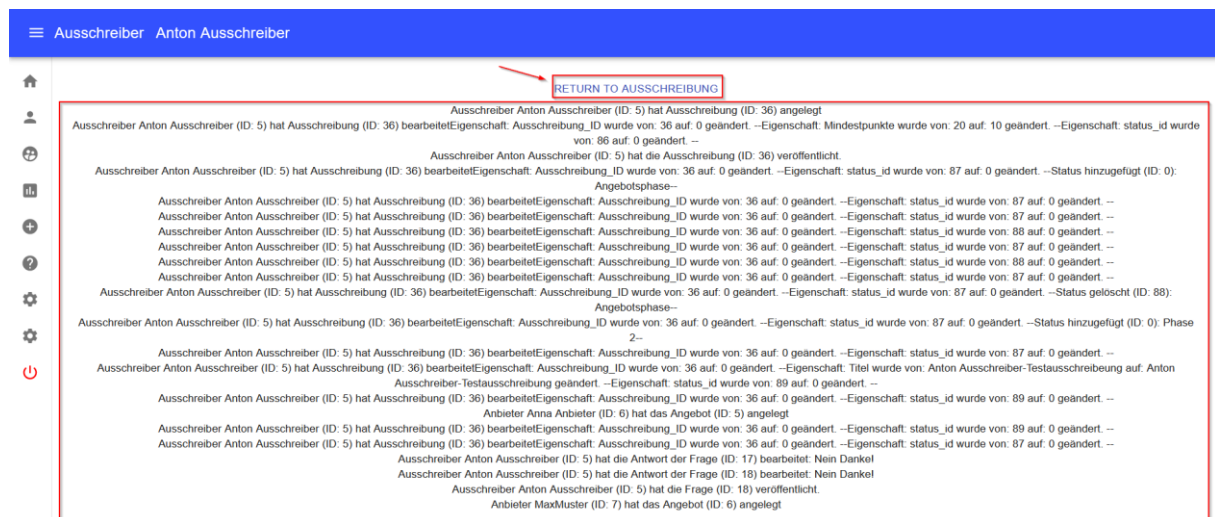 Ausschreiber Anton Ausschreiber
RETURN TO AUSSCHREIBUNG
Ausschreiber Anton Ausschreiber (ID: 5) hat Ausschreibung (ID: 36) angelegt
Ausschreiber Anton Ausschreiber (ID: 5) hat Ausschreibung (ID: 36) bearbeitetEigenschaft: Ausschreibung_ID wurde von: 36 auf: 0 geändert. --Eigenschaft: Mindestpunkte wurde von: 20 auf: 10 geändert. --Eigenschaft: status_id wurde
von: 86 auf: 0 geändert. --
Ausschreiber Anton Ausschreiber (ID: 5) hat die Ausschreibung (ID: 36) veröffentlicht.
Ausschreiber Anton Ausschreiber (ID: 5) hat Ausschreibung (ID: 36) bearbeitetEigenschaft: Ausschreibung_ID wurde von: 36 auf: 0 geändert. --Eigenschaft: status_id wurde von: 87 auf: 0 geändert. --Status hinzugefügt (ID: 0):
Angebotsphase--
Ausschreiber Anton Ausschreiber (ID: 5) hat Ausschreibung (ID: 36) bearbeitetEigenschaft: Ausschreibung_ID wurde von: 36 auf: 0 geändert. --Eigenschaft: status_id wurde von: 87 auf: 0 geändert. --
Ausschreiber Anton Ausschreiber (ID: 5) hat Ausschreibung (ID: 36) bearbeitetEigenschaft: Ausschreibung_ID wurde von: 36 auf: 0 geändert. --Eigenschaft: status_id wurde von: 87 auf: 0 geändert. --
Ausschreiber Anton Ausschreiber (ID: 5) hat Ausschreibung (ID: 36) bearbeitetEigenschaft: Ausschreibung_ID wurde von: 36 auf: 0 geändert. --Eigenschaft: status_id wurde von: 88 auf: 0 geändert. --
Ausschreiber Anton Ausschreiber (ID: 5) hat Ausschreibung (ID: 36) bearbeitetEigenschaft: Ausschreibung_ID wurde von: 36 auf: 0 geändert. --Eigenschaft: status_id wurde von: 87 auf: 0 geändert. --
Ausschreiber Anton Ausschreiber (ID: 5) hat Ausschreibung (ID: 36) bearbeitetEigenschaft: Ausschreibung_ID wurde von: 36 auf: 0 geändert. --Eigenschaft: status_id wurde von: 88 auf: 0 geändert. --
Ausschreiber Anton Ausschreiber (ID: 5) hat Ausschreibung (ID: 36) bearbeitetEigenschaft: Ausschreibung_ID wurde von: 36 auf: 0 geändert. --Eigenschaft: status_id wurde von: 87 auf: 0 geändert. --
Ausschreiber Anton Ausschreiber (ID: 5) hat Ausschreibung (ID: 36) bearbeitetEigenschaft: Ausschreibung_ID wurde von: 36 auf: 0 geändert. --Eigenschaft: status_id wurde von: 87 auf: 0 geändert. --Status gelöscht (ID: 88):
Angebotsphase--
Ausschreiber Anton Ausschreiber (ID: 5) hat Ausschreibung (ID: 36) bearbeitetEigenschaft: Ausschreibung_ID wurde von: 36 auf: 0 geändert. --Eigenschaft: status_id wurde von: 87 auf: 0 geändert. --Status hinzugefügt (ID: 0): Phase
2--
Ausschreiber Anton Ausschreiber (ID: 5) hat Ausschreibung (ID: 36) bearbeitetEigenschaft: Ausschreibung_ID wurde von: 36 auf: 0 geändert. --Eigenschaft: status_id wurde von: 87 auf: 0 geändert. --
Ausschreiber Anton Ausschreiber (ID: 5) hat Ausschreibung (ID: 36) bearbeitetEigenschaft: Ausschreibung_ID wurde von: 36 auf: 0 geändert. --Eigenschaft: Titel wurde von: Anton Ausschreiber-Testausschreibeung auf: Anton
Ausschreiber-Testausschreibung geändert. --Eigenschaft: status_id wurde von: 89 auf: 0 geändert. --
Ausschreiber Anton Ausschreiber (ID: 5) hat Ausschreibung (ID: 36) bearbeitetEigenschaft: Ausschreibung_ID wurde von: 36 auf: 0 geändert. --Eigenschaft: status_id wurde von: 89 auf: 0 geändert. --
Anbieter Anna Anbieter (ID: 6) hat das Angebot (ID: 5) angelegt
Ausschreiber Anton Ausschreiber (ID: 5) hat Ausschreibung (ID: 36) bearbeitetEigenschaft: Ausschreibung_ID wurde von: 36 auf: 0 geändert. --Eigenschaft: status_id wurde von: 89 auf: 0 geändert. --
Ausschreiber Anton Ausschreiber (ID: 5) hat Ausschreibung (ID: 36) bearbeitetEigenschaft: Ausschreibung_ID wurde von: 36 auf: 0 geändert. --Eigenschaft: status_id wurde von: 87 auf: 0 geändert. --
Ausschreiber Anton Ausschreiber (ID: 5) hat die Antwort der Frage (ID: 17) bearbeitet: Nein Danke!
Ausschreiber Anton Ausschreiber (ID: 5) hat die Antwort der Frage (ID: 18) bearbeitet: Nein Danke!
Ausschreiber Anton Ausschreiber (ID: 5) hat die Frage (ID: 18) veröffentlicht.
Anbieter MaxMuster (ID: 7) hat das Angebot (ID: 6) angelegt